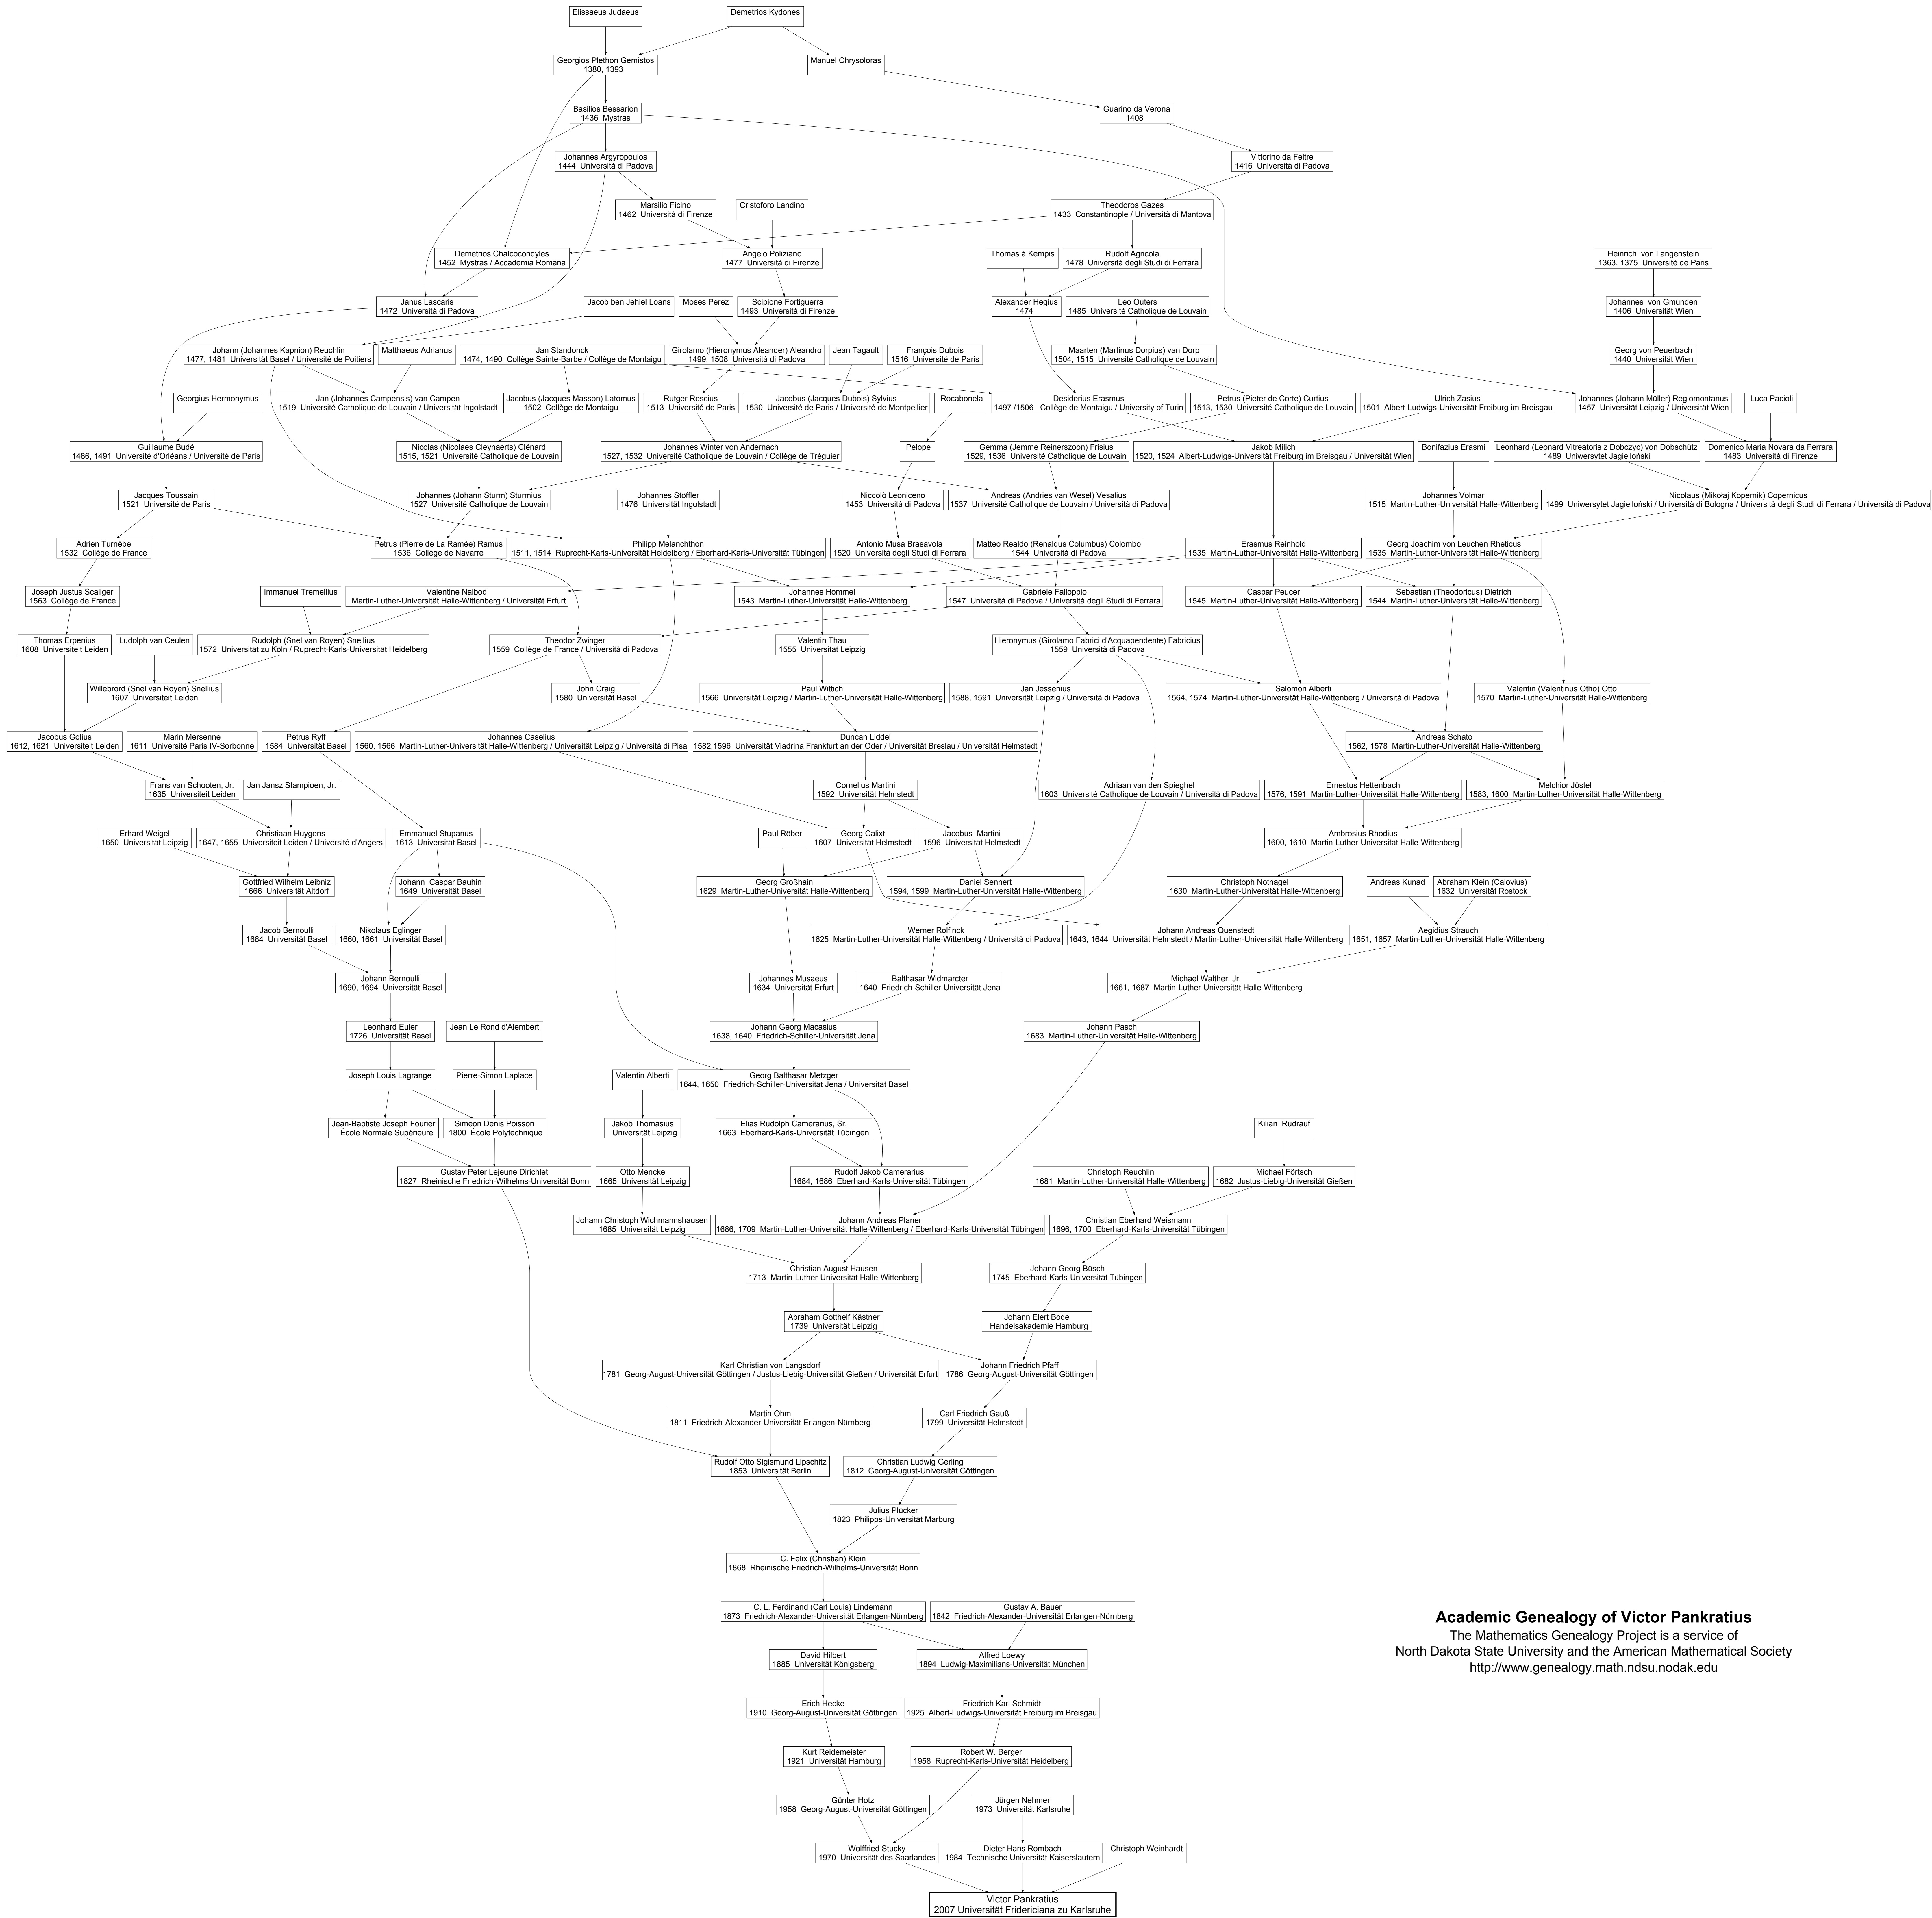 Elissaeus Judaeus
Demetrios Kydones
Georgios Plethon Gemistos
1380, 1393
Manuel Chrysoloras
Basilios Bessarion
1436 Mystras
Guarino da Verona
1408
Johannes Argyropoulos
1444 Università di Padova
Vittorino da Feltre
1416 Università di Padova
Marsilio Ficino
1462 Università di Firenze
Cristoforo Landino
Theodoros Gazes
1433 Constantinople / Università di Mantova
Demetrios Chalcocondyles
1452 Mystras / Accademia Romana
Angelo Poliziano
1477 Università di Firenze
Thomas à Kempis
Rudolf Agricola
1478 Università degli Studi di Ferrara
Heinrich von Langenstein
1363, 1375 Université de Paris
Janus Lascaris
1472 Università di Padova
Jacob ben Jehiel Loans
Moses Perez
Scipione Fortiguerra
1493 Università di Firenze
Alexander Hegius
1474
Leo Outers
1485 Université Catholique de Louvain
Johannes von Gmunden
1406 Universität Wien
Johann (Johannes Kapnion) Reuchlin
1477, 1481 Universität Basel / Université de Poitiers
Matthaeus Adrianus
Jan Standonck
1474, 1490 Collège Sainte-Barbe / Collège de Montaigu
Girolamo (Hieronymus Aleander) Aleandro
1499, 1508 Università di Padova
Jean Tagault
François Dubois
1516 Université de Paris
Maarten (Martinus Dorpius) van Dorp
1504, 1515 Université Catholique de Louvain
Georg von Peuerbach
1440 Universität Wien
Georgius Hermonymus
Jan (Johannes Campensis) van Campen
1519 Université Catholique de Louvain / Universität Ingolstadt
Jacobus (Jacques Masson) Latomus
1502 Collège de Montaigu
Rutger Rescius
1513 Université de Paris
Jacobus (Jacques Dubois) Sylvius
1530 Université de Paris / Université de Montpellier
Rocabonela
Desiderius Erasmus
1497 /1506 Collège de Montaigu / University of Turin
Petrus (Pieter de Corte) Curtius
1513, 1530 Université Catholique de Louvain
Ulrich Zasius
1501 Albert-Ludwigs-Universität Freiburg im Breisgau
Johannes (Johann Müller) Regiomontanus
1457 Universität Leipzig / Universität Wien
Luca Pacioli
Guillaume Budé
1486, 1491 Université d'Orléans / Université de Paris
Nicolas (Nicolaes Cleynaerts) Clénard
1515, 1521 Université Catholique de Louvain
Johannes Winter von Andernach
1527, 1532 Université Catholique de Louvain / Collège de Tréguier
Pelope
Gemma (Jemme Reinerszoon) Frisius
1529, 1536 Université Catholique de Louvain
Jakob Milich
1520, 1524 Albert-Ludwigs-Universität Freiburg im Breisgau / Universität Wien
Bonifazius Erasmi
Leonhard (Leonard Vitreatoris z Dobczyc) von Dobschütz
1489 Uniwersytet Jagielloński
Domenico Maria Novara da Ferrara
1483 Università di Firenze
Jacques Toussain
1521 Université de Paris
Johannes (Johann Sturm) Sturmius
1527 Université Catholique de Louvain
Johannes Stöffler
1476 Universität Ingolstadt
Niccolò Leoniceno
1453 Università di Padova
Andreas (Andries van Wesel) Vesalius
1537 Université Catholique de Louvain / Università di Padova
Johannes Volmar
1515 Martin-Luther-Universität Halle-Wittenberg
Nicolaus (Mikołaj Kopernik) Copernicus
1499 Uniwersytet Jagielloński / Università di Bologna / Università degli Studi di Ferrara / Università di Padova
Adrien Turnèbe
1532 Collège de France
Petrus (Pierre de La Ramée) Ramus
1536 Collège de Navarre
Philipp Melanchthon
1511, 1514 Ruprecht-Karls-Universität Heidelberg / Eberhard-Karls-Universität Tübingen
Antonio Musa Brasavola
1520 Università degli Studi di Ferrara
Matteo Realdo (Renaldus Columbus) Colombo
1544 Università di Padova
Erasmus Reinhold
1535 Martin-Luther-Universität Halle-Wittenberg
Georg Joachim von Leuchen Rheticus
1535 Martin-Luther-Universität Halle-Wittenberg
Joseph Justus Scaliger
1563 Collège de France
Immanuel Tremellius
Valentine Naibod
Martin-Luther-Universität Halle-Wittenberg / Universität Erfurt
Johannes Hommel
1543 Martin-Luther-Universität Halle-Wittenberg
Gabriele Falloppio
1547 Università di Padova / Università degli Studi di Ferrara
Caspar Peucer
1545 Martin-Luther-Universität Halle-Wittenberg
Sebastian (Theodoricus) Dietrich
1544 Martin-Luther-Universität Halle-Wittenberg
Thomas Erpenius
1608 Universiteit Leiden
Ludolph van Ceulen
Rudolph (Snel van Royen) Snellius
1572 Universität zu Köln / Ruprecht-Karls-Universität Heidelberg
Theodor Zwinger
1559 Collège de France / Università di Padova
Valentin Thau
1555 Universität Leipzig
Hieronymus (Girolamo Fabrici d'Acquapendente) Fabricius
1559 Università di Padova
Willebrord (Snel van Royen) Snellius
1607 Universiteit Leiden
John Craig
1580 Universität Basel
Paul Wittich
1566 Universität Leipzig / Martin-Luther-Universität Halle-Wittenberg
Jan Jessenius
1588, 1591 Universität Leipzig / Università di Padova
Salomon Alberti
1564, 1574 Martin-Luther-Universität Halle-Wittenberg / Università di Padova
Valentin (Valentinus Otho) Otto
1570 Martin-Luther-Universität Halle-Wittenberg
Jacobus Golius
1612, 1621 Universiteit Leiden
Marin Mersenne
1611 Université Paris IV-Sorbonne
Petrus Ryff
1584 Universität Basel
Johannes Caselius
1560, 1566 Martin-Luther-Universität Halle-Wittenberg / Universität Leipzig / Università di Pisa
Duncan Liddel
1582,1596 Universität Viadrina Frankfurt an der Oder / Universität Breslau / Universität Helmstedt
Andreas Schato
1562, 1578 Martin-Luther-Universität Halle-Wittenberg
Frans van Schooten, Jr.
1635 Universiteit Leiden
Jan Jansz Stampioen, Jr.
Cornelius Martini
1592 Universität Helmstedt
Adriaan van den Spieghel
1603 Université Catholique de Louvain / Università di Padova
Ernestus Hettenbach
1576, 1591 Martin-Luther-Universität Halle-Wittenberg
Melchior Jöstel
1583, 1600 Martin-Luther-Universität Halle-Wittenberg
Erhard Weigel
1650 Universität Leipzig
Christiaan Huygens
1647, 1655 Universiteit Leiden / Université d'Angers
Emmanuel Stupanus
1613 Universität Basel
Paul Röber
Georg Calixt
1607 Universität Helmstedt
Jacobus Martini
1596 Universität Helmstedt
Ambrosius Rhodius
1600, 1610 Martin-Luther-Universität Halle-Wittenberg
Gottfried Wilhelm Leibniz
1666 Universität Altdorf
Johann Caspar Bauhin
1649 Universität Basel
Georg Großhain
1629 Martin-Luther-Universität Halle-Wittenberg
Daniel Sennert
1594, 1599 Martin-Luther-Universität Halle-Wittenberg
Christoph Notnagel
1630 Martin-Luther-Universität Halle-Wittenberg
Andreas Kunad
Abraham Klein (Calovius)
1632 Universität Rostock
Jacob Bernoulli
1684 Universität Basel
Nikolaus Eglinger
1660, 1661 Universität Basel
Werner Rolfinck
1625 Martin-Luther-Universität Halle-Wittenberg / Università di Padova
Johann Andreas Quenstedt
1643, 1644 Universität Helmstedt / Martin-Luther-Universität Halle-Wittenberg
Aegidius Strauch
1651, 1657 Martin-Luther-Universität Halle-Wittenberg
Johann Bernoulli
1690, 1694 Universität Basel
Johannes Musaeus
1634 Universität Erfurt
Balthasar Widmarcter
1640 Friedrich-Schiller-Universität Jena
Michael Walther, Jr.
1661, 1687 Martin-Luther-Universität Halle-Wittenberg
Leonhard Euler
1726 Universität Basel
Jean Le Rond d'Alembert
Johann Georg Macasius
1638, 1640 Friedrich-Schiller-Universität Jena
Johann Pasch
1683 Martin-Luther-Universität Halle-Wittenberg
Joseph Louis Lagrange
Pierre-Simon Laplace
Valentin Alberti
Georg Balthasar Metzger
1644, 1650 Friedrich-Schiller-Universität Jena / Universität Basel
Jean-Baptiste Joseph Fourier
École Normale Supérieure
Simeon Denis Poisson
1800 École Polytechnique
Jakob Thomasius
Universität Leipzig
Elias Rudolph Camerarius, Sr.
1663 Eberhard-Karls-Universität Tübingen
Kilian Rudrauf
Gustav Peter Lejeune Dirichlet
1827 Rheinische Friedrich-Wilhelms-Universität Bonn
Otto Mencke
1665 Universität Leipzig
Rudolf Jakob Camerarius
1684, 1686 Eberhard-Karls-Universität Tübingen
Christoph Reuchlin
1681 Martin-Luther-Universität Halle-Wittenberg
Michael Förtsch
1682 Justus-Liebig-Universität Gießen
Johann Christoph Wichmannshausen
1685 Universität Leipzig
Johann Andreas Planer
1686, 1709 Martin-Luther-Universität Halle-Wittenberg / Eberhard-Karls-Universität Tübingen
Christian Eberhard Weismann
1696, 1700 Eberhard-Karls-Universität Tübingen
Christian August Hausen
1713 Martin-Luther-Universität Halle-Wittenberg
Johann Georg Büsch
1745 Eberhard-Karls-Universität Tübingen
Abraham Gotthelf Kästner
1739 Universität Leipzig
Johann Elert Bode
Handelsakademie Hamburg
Karl Christian von Langsdorf
1781 Georg-August-Universität Göttingen / Justus-Liebig-Universität Gießen / Universität Erfurt
Johann Friedrich Pfaff
1786 Georg-August-Universität Göttingen
Martin Ohm
1811 Friedrich-Alexander-Universität Erlangen-Nürnberg
Carl Friedrich Gauß
1799 Universität Helmstedt
Rudolf Otto Sigismund Lipschitz
1853 Universität Berlin
Christian Ludwig Gerling
1812 Georg-August-Universität Göttingen
Julius Plücker
1823 Philipps-Universität Marburg
C. Felix (Christian) Klein
1868 Rheinische Friedrich-Wilhelms-Universität Bonn
C. L. Ferdinand (Carl Louis) Lindemann
1873 Friedrich-Alexander-Universität Erlangen-Nürnberg
Gustav A. Bauer
1842 Friedrich-Alexander-Universität Erlangen-Nürnberg
David Hilbert
1885 Universität Königsberg
Alfred Loewy
1894 Ludwig-Maximilians-Universität München
Erich Hecke
1910 Georg-August-Universität Göttingen
Friedrich Karl Schmidt
1925 Albert-Ludwigs-Universität Freiburg im Breisgau
Kurt Reidemeister
1921 Universität Hamburg
Robert W. Berger
1958 Ruprecht-Karls-Universität Heidelberg
Günter Hotz
1958 Georg-August-Universität Göttingen
Jürgen Nehmer
1973 Universität Karlsruhe
Wolffried Stucky
1970 Universität des Saarlandes
Dieter Hans Rombach
1984 Technische Universität Kaiserslautern
Christoph Weinhardt
Victor Pankratius
2007 Universität Fridericiana zu Karlsruhe
Academic Genealogy of Victor Pankratius
The Mathematics Genealogy Project is a service of
North Dakota State University and the American Mathematical Society
http://www.genealogy.math.ndsu.nodak.edu